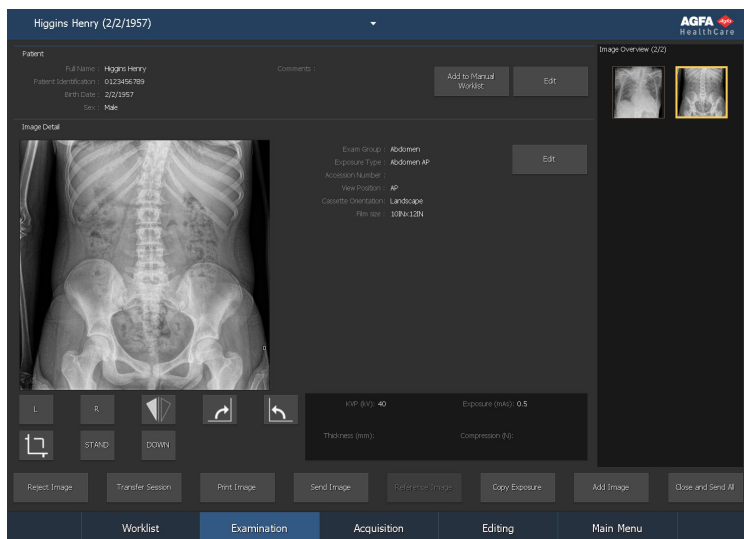 Higgins Henry (2/2/1957)
AGFA
HealthCare
Patient
Full Name : Higgins Henry
Patient Identification : 0123456789
Birth Date : 2/2/1957
Sex : Male
Comments :
Add to Manual
Worklist
Edit
Image Overview (2/2)
Image Detail
Exam Group : Abdomen
Exposure Type : Abdomen AP
Accession Number :
View Position : AP
Cassette Orientation : Landscape
Film size : 10INx12IN
Edit
L
R
STAND
DOWN
KVP (kV): 40
Exposure (mAs): 0.5
Thickness (mm):
Compression (N):
Reject Image
Transfer Session
Print Image
Send Image
Reference Image
Copy Exposure
Add Image
Close and Send All
Worklist
Examination
Acquisition
Editing
Main Menu